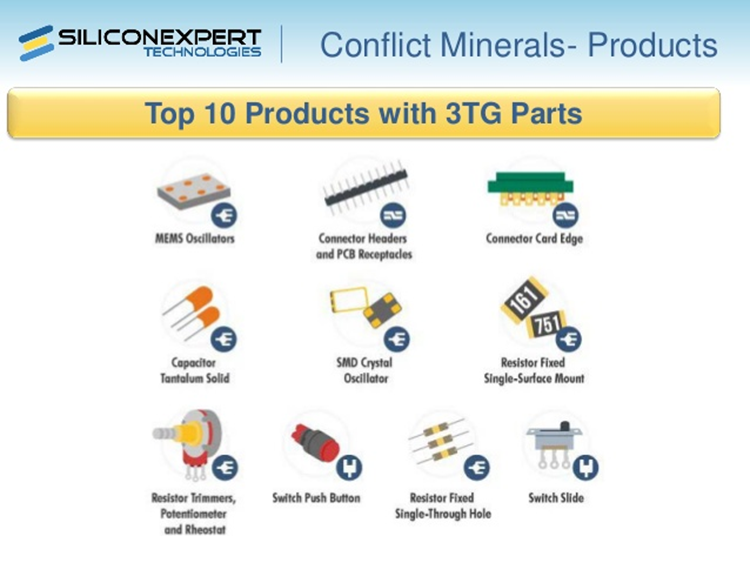 SILICONEXPERT
TECHNOLOGIES
Conflict Minerals- Products
Top 10 Products with 3TG Parts
MEMS Oscillators
Connector Headers
and PCB Receptacles
Connector Card Edge
161
751
Capacitor
Tantalum Solid
SMD Crystal
Oscillator
Resistor Fixed
Single-Surface Mount
Resistor Trimmers,
Potentiometer
and Rheostat
Switch Push Button
Resistor Fixed
Single-Through Hole
Switch Slide